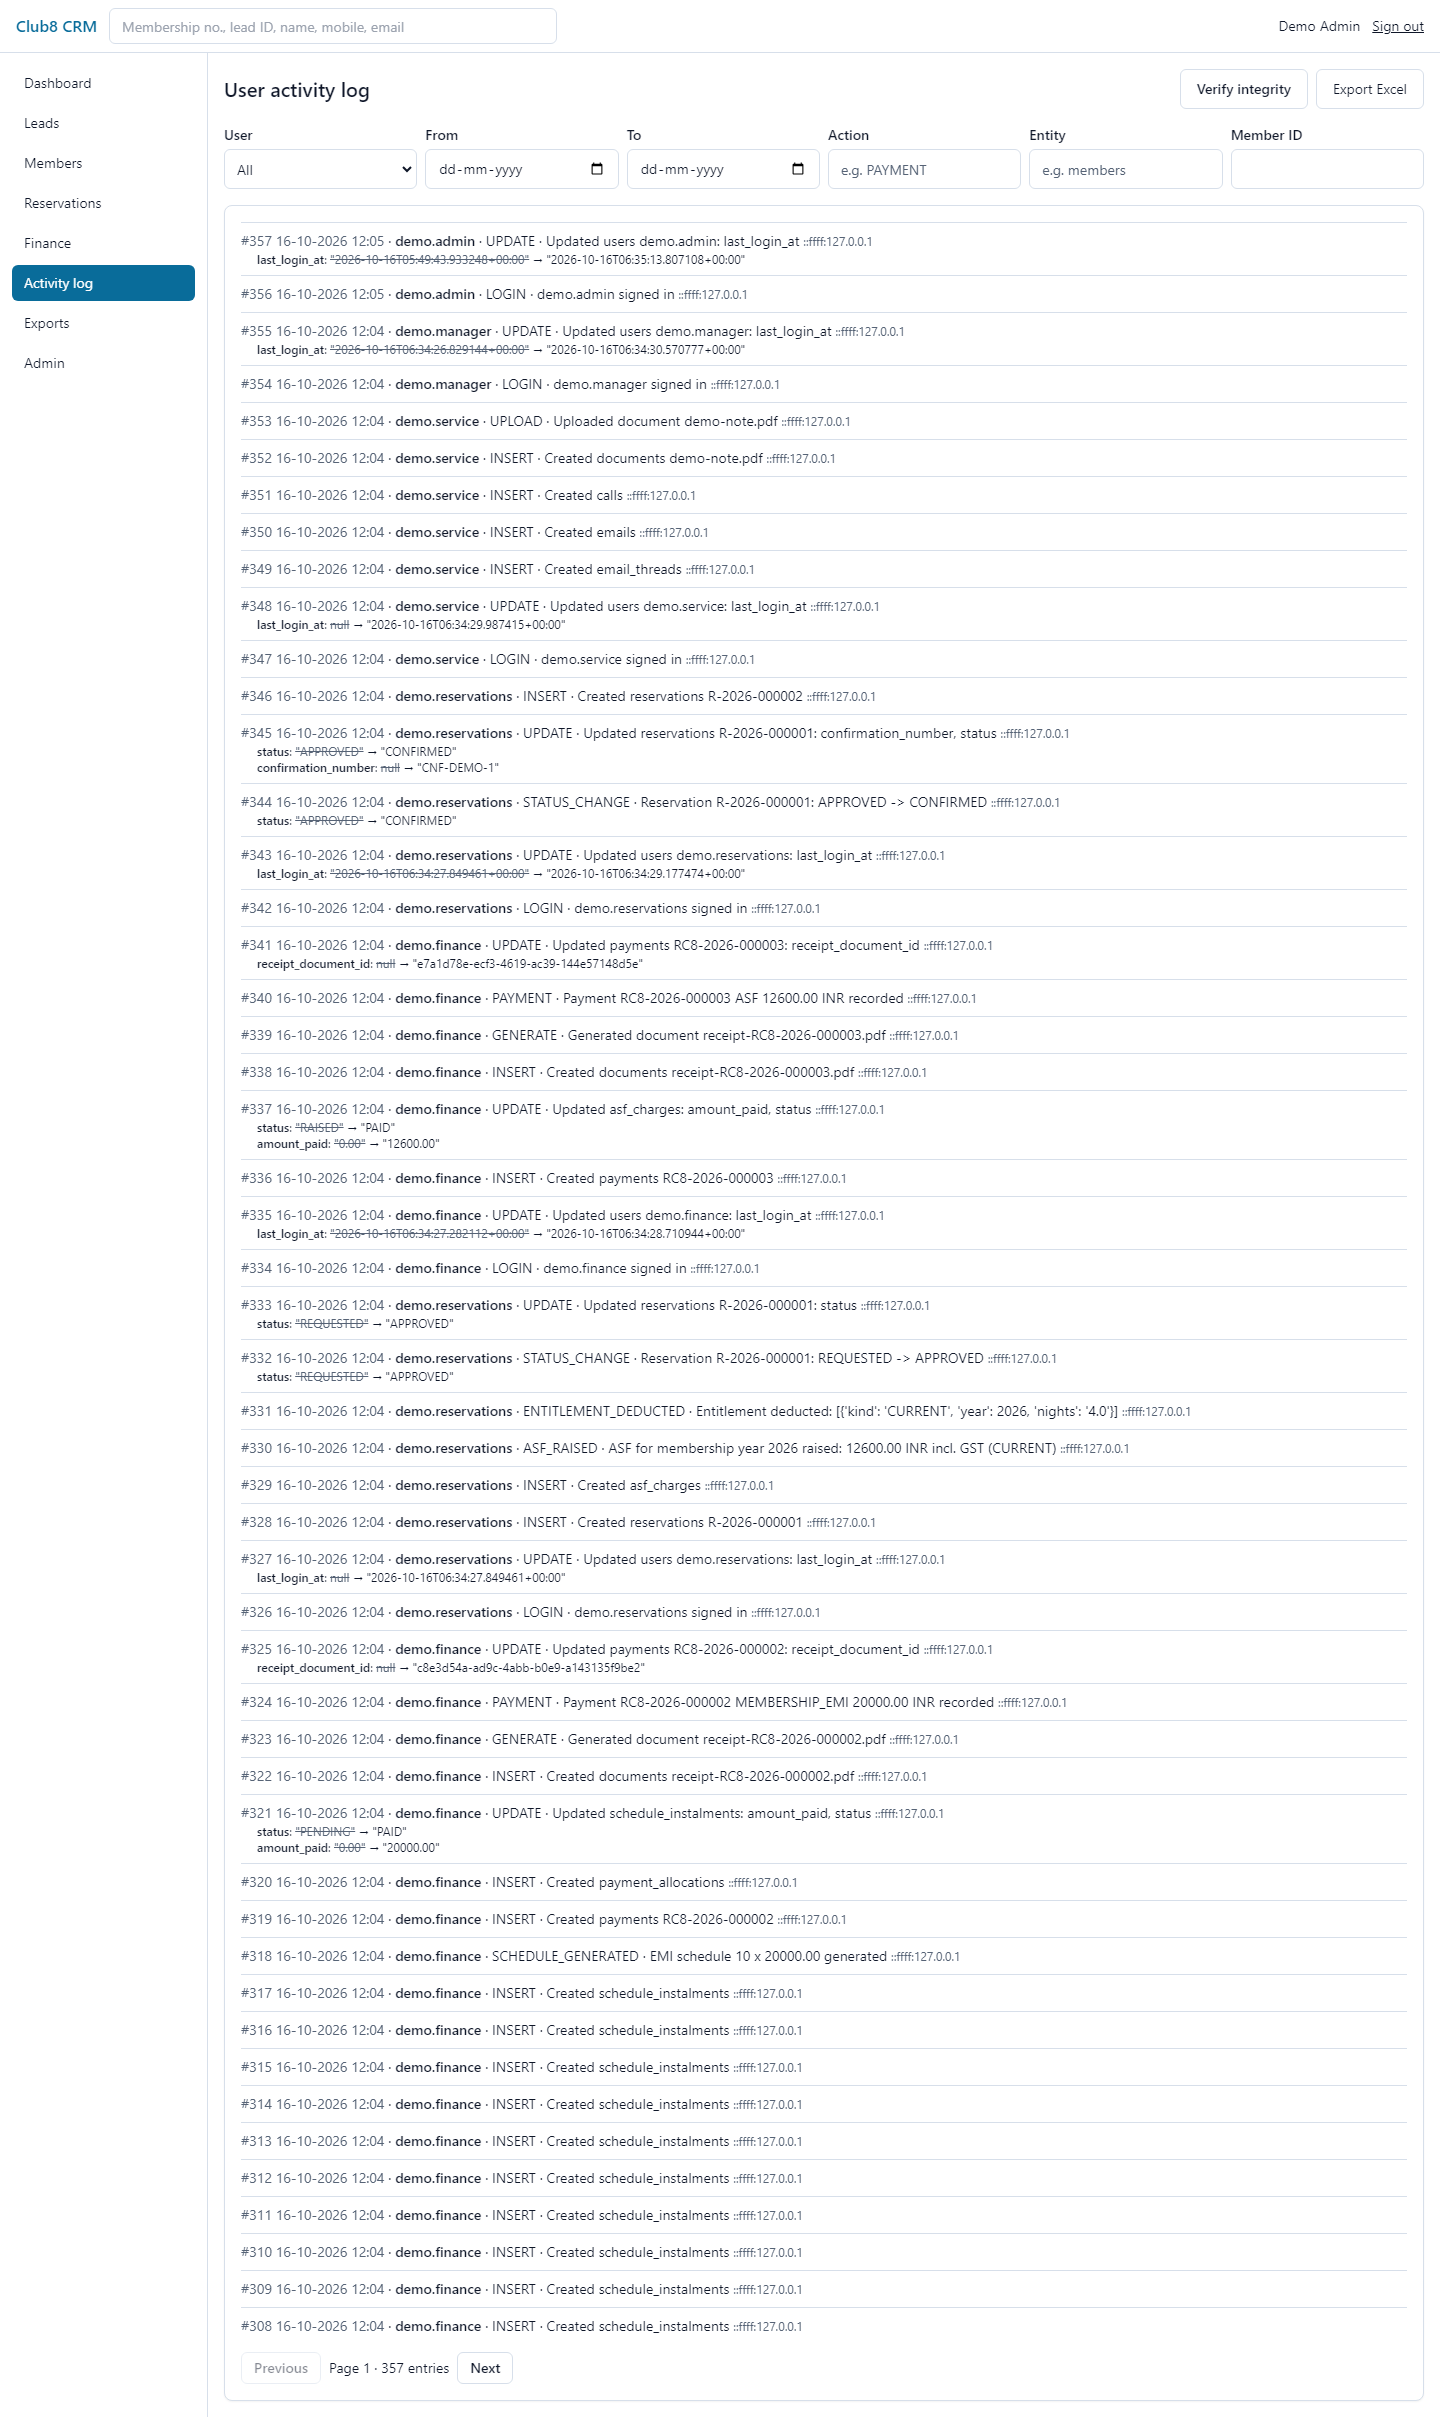 Club8 CRM
Membership no., lead ID, name, mobile, email
Demo Admin Sign out
Dashboard
Leads
Members
Reservations
Finance
Activity log
Exports
Admin
User activity log
Verify integrity
Export Excel
User From To Action Entity Member ID
All dd-mm-yyyy dd-mm-yyyy e.g. PAYMENT e.g. members
#357 16-10-2026 12:05 · demo.admin · UPDATE · Updated users demo.admin: last_login_at ::ffff:127.0.0.1
last_login_at: "2026-10-16T05:49:43.933248+00:00" → "2026-10-16T06:35:13.807108+00:00"
#356 16-10-2026 12:05 · demo.admin · LOGIN · demo.admin signed in ::ffff:127.0.0.1
#355 16-10-2026 12:04 · demo.manager · UPDATE · Updated users demo.manager: last_login_at ::ffff:127.0.0.1
last_login_at: "2026-10-16T06:34:26.829144+00:00" → "2026-10-16T06:34:30.570777+00:00"
#354 16-10-2026 12:04 · demo.manager · LOGIN · demo.manager signed in ::ffff:127.0.0.1
#353 16-10-2026 12:04 · demo.service · UPLOAD · Uploaded document demo-note.pdf ::ffff:127.0.0.1
#352 16-10-2026 12:04 · demo.service · INSERT · Created documents demo-note.pdf ::ffff:127.0.0.1
#351 16-10-2026 12:04 · demo.service · INSERT · Created calls ::ffff:127.0.0.1
#350 16-10-2026 12:04 · demo.service · INSERT · Created emails ::ffff:127.0.0.1
#349 16-10-2026 12:04 · demo.service · INSERT · Created email_threads ::ffff:127.0.0.1
#348 16-10-2026 12:04 · demo.service · UPDATE · Updated users demo.service: last_login_at ::ffff:127.0.0.1
last_login_at: null → "2026-10-16T06:34:29.987415+00:00"
#347 16-10-2026 12:04 · demo.service · LOGIN · demo.service signed in ::ffff:127.0.0.1
#346 16-10-2026 12:04 · demo.reservations · INSERT · Created reservations R-2026-000002 ::ffff:127.0.0.1
#345 16-10-2026 12:04 · demo.reservations · UPDATE · Updated reservations R-2026-000001: confirmation_number, status ::ffff:127.0.0.1
status: "APPROVED" → "CONFIRMED"
confirmation_number: null → "CNF-DEMO-1"
#344 16-10-2026 12:04 · demo.reservations · STATUS_CHANGE · Reservation R-2026-000001: APPROVED -> CONFIRMED ::ffff:127.0.0.1
status: "APPROVED" → "CONFIRMED"
#343 16-10-2026 12:04 · demo.reservations · UPDATE · Updated users demo.reservations: last_login_at ::ffff:127.0.0.1
last_login_at: "2026-10-16T06:34:27.849461+00:00" → "2026-10-16T06:34:29.177474+00:00"
#342 16-10-2026 12:04 · demo.reservations · LOGIN · demo.reservations signed in ::ffff:127.0.0.1
#341 16-10-2026 12:04 · demo.finance · UPDATE · Updated payments RC8-2026-000003: receipt_document_id ::ffff:127.0.0.1
receipt_document_id: null → "e7a1d78e-ecf3-4619-ac39-144e57148d5e"
#340 16-10-2026 12:04 · demo.finance · PAYMENT · Payment RC8-2026-000003 ASF 12600.00 INR recorded ::ffff:127.0.0.1
#339 16-10-2026 12:04 · demo.finance · GENERATE · Generated document receipt-RC8-2026-000003.pdf ::ffff:127.0.0.1
#338 16-10-2026 12:04 · demo.finance · INSERT · Created documents receipt-RC8-2026-000003.pdf ::ffff:127.0.0.1
#337 16-10-2026 12:04 · demo.finance · UPDATE · Updated asf_charges: amount_paid, status ::ffff:127.0.0.1
status: "RAISED" → "PAID"
amount_paid: "0.00" → "12600.00"
#336 16-10-2026 12:04 · demo.finance · INSERT · Created payments RC8-2026-000003 ::ffff:127.0.0.1
#335 16-10-2026 12:04 · demo.finance · UPDATE · Updated users demo.finance: last_login_at ::ffff:127.0.0.1
last_login_at: "2026-10-16T06:34:27.282112+00:00" → "2026-10-16T06:34:28.710944+00:00"
#334 16-10-2026 12:04 · demo.finance · LOGIN · demo.finance signed in ::ffff:127.0.0.1
#333 16-10-2026 12:04 · demo.reservations · UPDATE · Updated reservations R-2026-000001: status ::ffff:127.0.0.1
status: "REQUESTED" → "APPROVED"
#332 16-10-2026 12:04 · demo.reservations · STATUS_CHANGE · Reservation R-2026-000001: REQUESTED -> APPROVED ::ffff:127.0.0.1
status: "REQUESTED" → "APPROVED"
#331 16-10-2026 12:04 · demo.reservations · ENTITLEMENT_DEDUCTED · Entitlement deducted: [{'kind': 'CURRENT', 'year': 2026, 'nights': '4.0'}] ::ffff:127.0.0.1
#330 16-10-2026 12:04 · demo.reservations · ASF_RAISED · ASF for membership year 2026 raised: 12600.00 INR incl. GST (CURRENT) ::ffff:127.0.0.1
#329 16-10-2026 12:04 · demo.reservations · INSERT · Created asf_charges ::ffff:127.0.0.1
#328 16-10-2026 12:04 · demo.reservations · INSERT · Created reservations R-2026-000001 ::ffff:127.0.0.1
#327 16-10-2026 12:04 · demo.reservations · UPDATE · Updated users demo.reservations: last_login_at ::ffff:127.0.0.1
last_login_at: null → "2026-10-16T06:34:27.849461+00:00"
#326 16-10-2026 12:04 · demo.reservations · LOGIN · demo.reservations signed in ::ffff:127.0.0.1
#325 16-10-2026 12:04 · demo.finance · UPDATE · Updated payments RC8-2026-000002: receipt_document_id ::ffff:127.0.0.1
receipt_document_id: null → "c8e3d54a-ad9c-4abb-b0e9-a143135f9be2"
#324 16-10-2026 12:04 · demo.finance · PAYMENT · Payment RC8-2026-000002 MEMBERSHIP_EMI 20000.00 INR recorded ::ffff:127.0.0.1
#323 16-10-2026 12:04 · demo.finance · GENERATE · Generated document receipt-RC8-2026-000002.pdf ::ffff:127.0.0.1
#322 16-10-2026 12:04 · demo.finance · INSERT · Created documents receipt-RC8-2026-000002.pdf ::ffff:127.0.0.1
#321 16-10-2026 12:04 · demo.finance · UPDATE · Updated schedule_instalments: amount_paid, status ::ffff:127.0.0.1
status: "PENDING" → "PAID"
amount_paid: "0.00" → "20000.00"
#320 16-10-2026 12:04 · demo.finance · INSERT · Created payment_allocations ::ffff:127.0.0.1
#319 16-10-2026 12:04 · demo.finance · INSERT · Created payments RC8-2026-000002 ::ffff:127.0.0.1
#318 16-10-2026 12:04 · demo.finance · SCHEDULE_GENERATED · EMI schedule 10 x 20000.00 generated ::ffff:127.0.0.1
#317 16-10-2026 12:04 · demo.finance · INSERT · Created schedule_instalments ::ffff:127.0.0.1
#316 16-10-2026 12:04 · demo.finance · INSERT · Created schedule_instalments ::ffff:127.0.0.1
#315 16-10-2026 12:04 · demo.finance · INSERT · Created schedule_instalments ::ffff:127.0.0.1
#314 16-10-2026 12:04 · demo.finance · INSERT · Created schedule_instalments ::ffff:127.0.0.1
#313 16-10-2026 12:04 · demo.finance · INSERT · Created schedule_instalments ::ffff:127.0.0.1
#312 16-10-2026 12:04 · demo.finance · INSERT · Created schedule_instalments ::ffff:127.0.0.1
#311 16-10-2026 12:04 · demo.finance · INSERT · Created schedule_instalments ::ffff:127.0.0.1
#310 16-10-2026 12:04 · demo.finance · INSERT · Created schedule_instalments ::ffff:127.0.0.1
#309 16-10-2026 12:04 · demo.finance · INSERT · Created schedule_instalments ::ffff:127.0.0.1
#308 16-10-2026 12:04 · demo.finance · INSERT · Created schedule_instalments ::ffff:127.0.0.1
Previous Page 1 · 357 entries Next